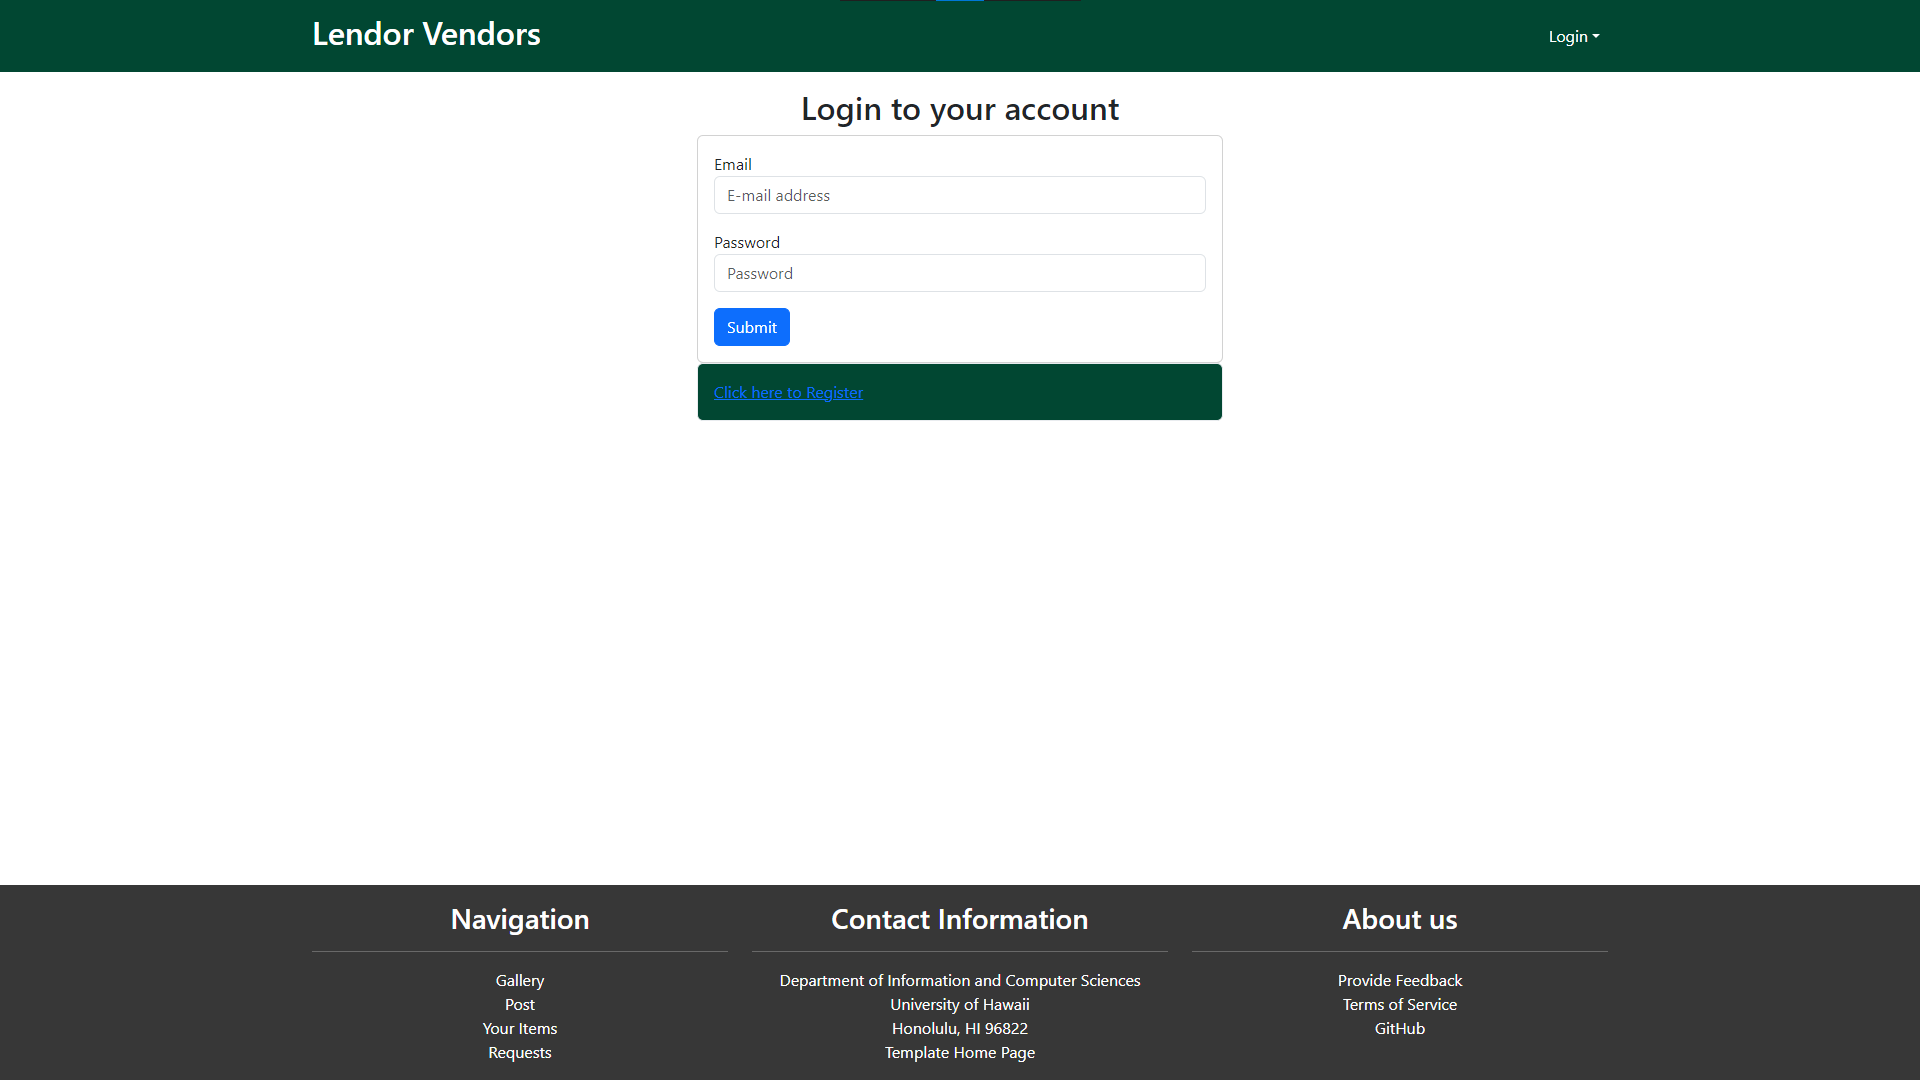 Lendor Vendors
Login
Login to your account
Email
E-mail address
Password
Password
Submit
Click here to Register
Navigation
Gallery
Post
Your Items
Requests
Contact Information
Department of Information and Computer Sciences
University of Hawaii
Honolulu, HI 96822
Template Home Page
About us
Provide Feedback
Terms of Service
GitHub